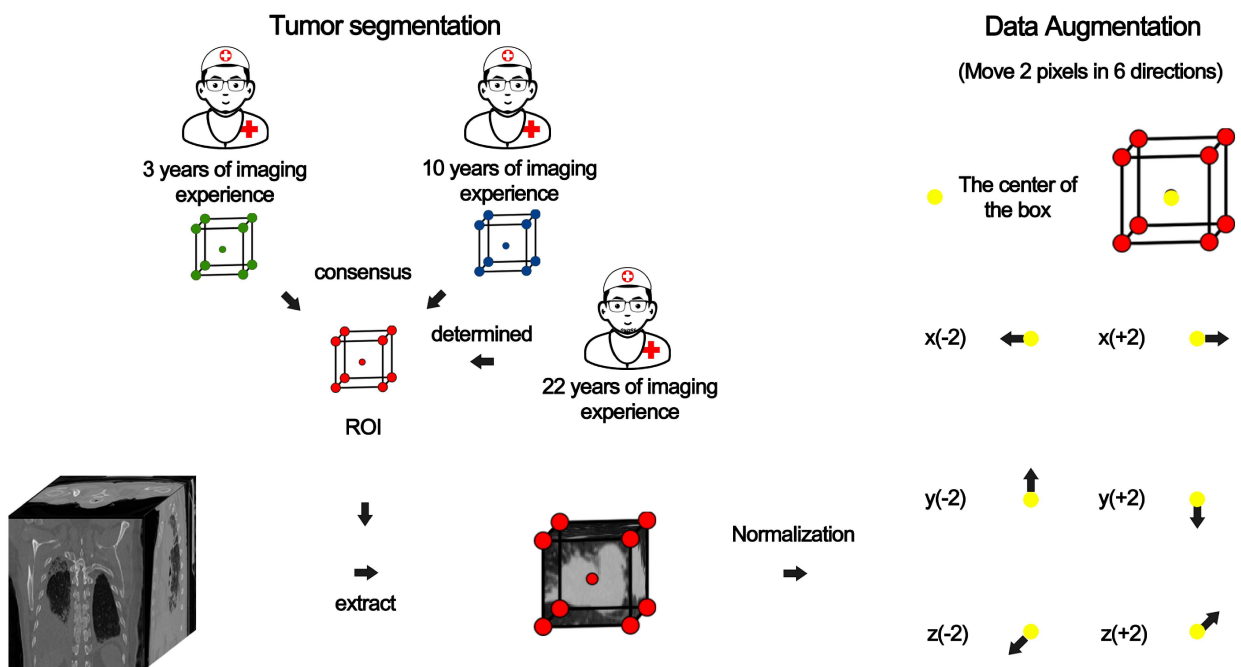 Tumor segmentation
3 years of imaging
experience
10 years of imaging
experience
consensus
determined
22 years of imaging
experience
ROI
extract
Normalization
Data Augmentation
(Move 2 pixels in 6 directions)
The center of
the box
x(-2)
x(+2)
y(-2)
y(+2)
z(-2)
z(+2)